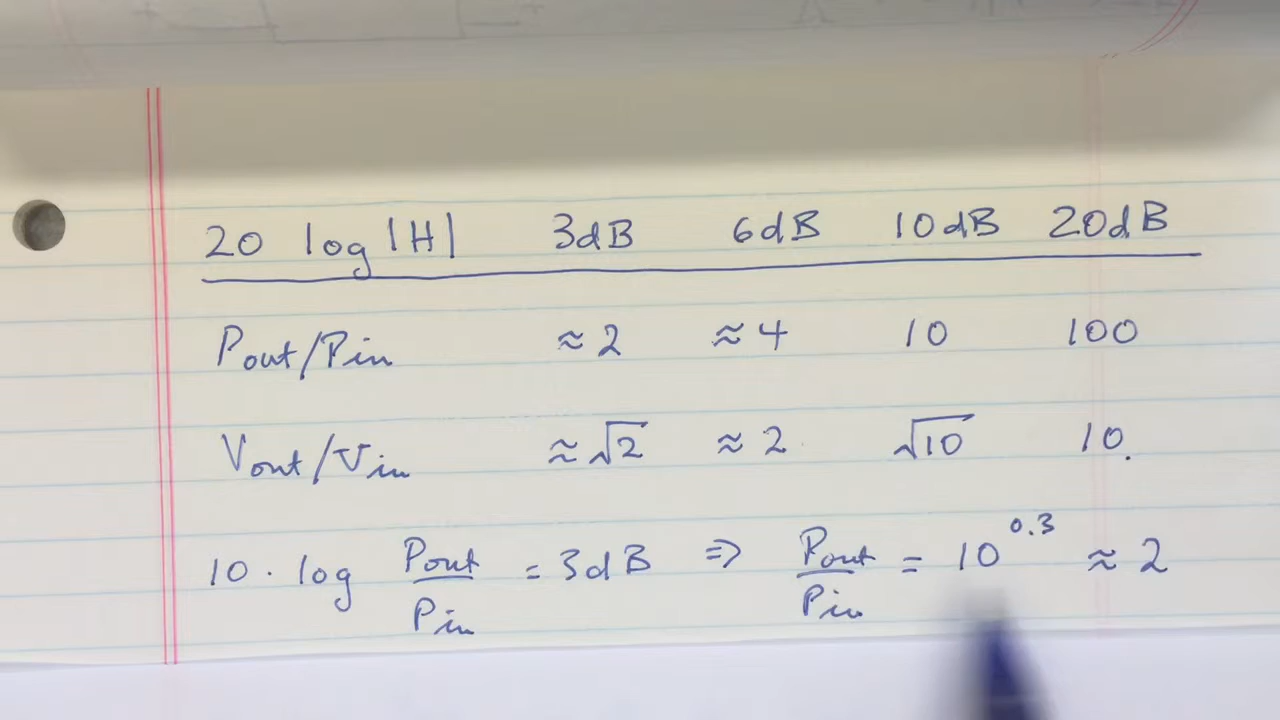 20 log |H| 3dB 6dB 10dB 20dB
Pout/Pin ≈2 ≈4 10 100
Vout/Vin ≈√2 ≈2 √10 10.
10 · log Pout/Pin = 3dB ⇒ Pout/Pin = 10^0.3 ≈ 2